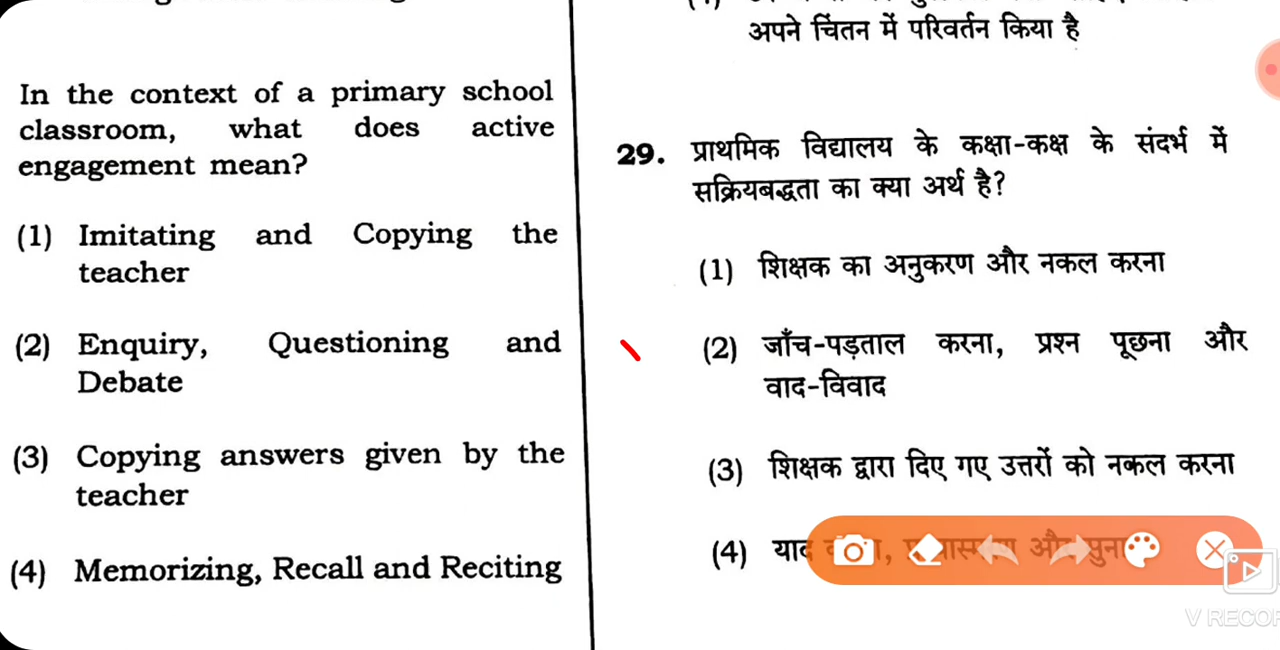 In the context of a primary school
classroom, what does active
engagement mean?
(1) Imitating and Copying the
teacher
(2) Enquiry, Questioning and
Debate
(3) Copying answers given by the
teacher
(4) Memorizing, Recall and Reciting
अपने चिंतन में परिवर्तन किया है
29. प्राथमिक विद्यालय के कक्षा-कक्ष के संदर्भ में
सक्रियबद्धता का क्या अर्थ है?
(1) शिक्षक का अनुकरण और नकल करना
(2) जाँच-पड़ताल करना, प्रश्न पूछना और
वाद-विवाद
(3) शिक्षक द्वारा दिए गए उत्तरों को नकल करना
(4) याद और
V RECOR